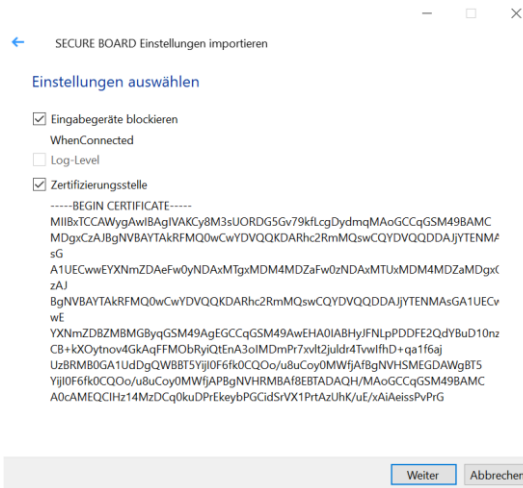 SECURE BOARD Einstellungen importieren
Einstellungen auswählen
Eingabegeräte blockieren
WhenConnected
Log-Level
Zertifizierungsstelle
-----BEGIN CERTIFICATE-----
MIIBxTCCAWygAwIBAgIVAKCy8M3sUORDG5Gv79kfLcgDydmqMAoGCCqGSM49BAMC
MDgxCzAJBgNVBAYTAkRFMQ0wCwYDVQQKDARhc2RmMQswCQYDVQQDDAJjYTENMA
sG
A1UECwwEYXNmZDAeFw0yNDAxMTgxMDM4MDZaFw0zNDAxMTUxMDM4MDZaMDgx
zAJ
BgNVBAYTAkRFMQ0wCwYDVQQKDARhc2RmMQswCQYDVQQDDAJjYTENMAsGA1UECw
wE
YXNmZDBZMBMGByqGSM49AgEGCCqGSM49AwEHA0IABHyJFNLpPDDFE2QdYBuD10nz
CB+kXOytnov4GkAqFFMObRyiQtEnA3oIMDmPr7xvlt2juldr4TvwIfhD+qa1f6aj
UzBRMB0GA1UdDgQWBBT5YijI0F6fk0CQOo/u8uCoy0MWfjAfBgNVHSMEGDAWgBT5
YijI0F6fk0CQOo/u8uCoy0MWfjAPBgNVHRMBAf8EBTADAQH/MAoGCCqGSM49BAMC
A0cAMEQCIHz14MzDCq0kuDPrEkeybPGCidSrVX1PrtAzUhK/uE/xAiAeissPvPrG
Weiter
Abbrechen